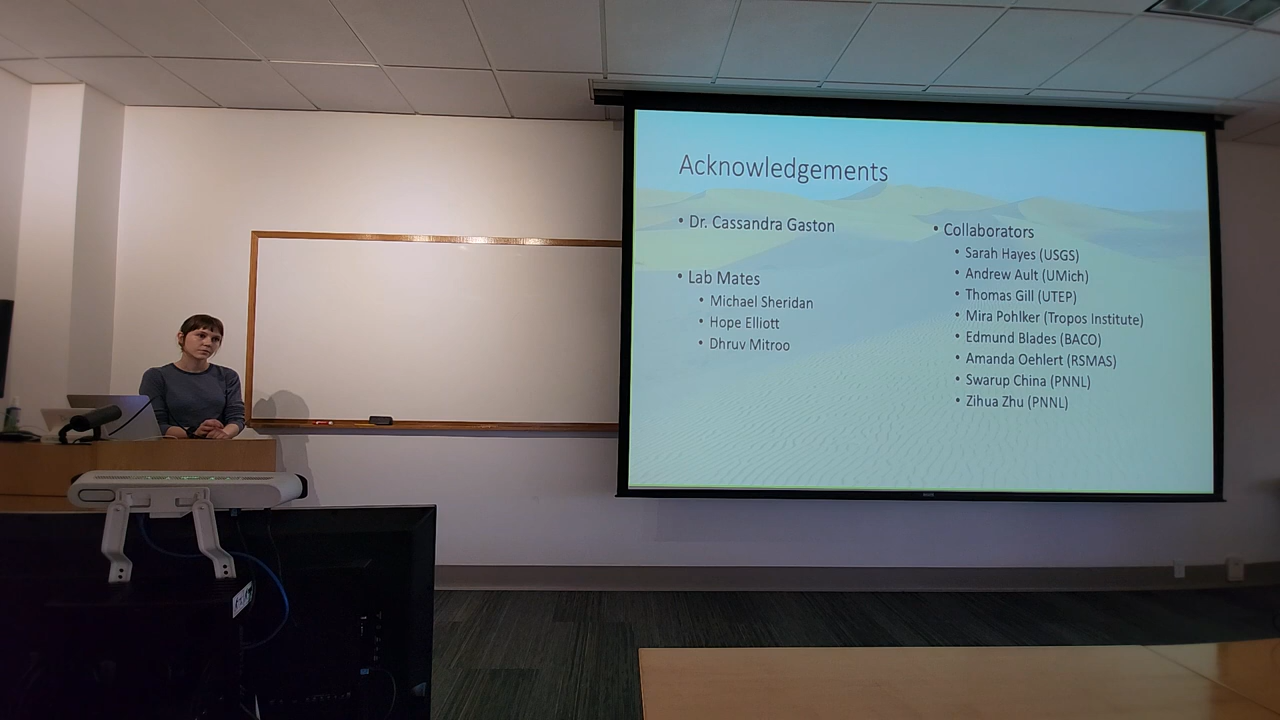 Acknowledgements
• Dr. Cassandra Gaston
• Lab Mates
• Michael Sheridan
• Hope Elliott
• Dhruv Mitroo
• Collaborators
• Sarah Hayes (USGS)
• Andrew Ault (UMich)
• Thomas Gill (UTEP)
• Mira Pohlker (Tropos Institute)
• Edmund Blades (BACO)
• Amanda Oehlert (RSMAS)
• Swarup China (PNNL)
• Zihua Zhu (PNNL)